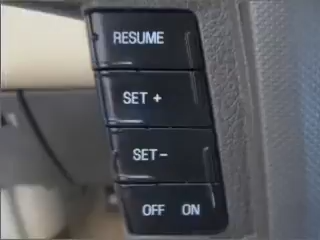 RESUME
SET +
SET -
OFF ON